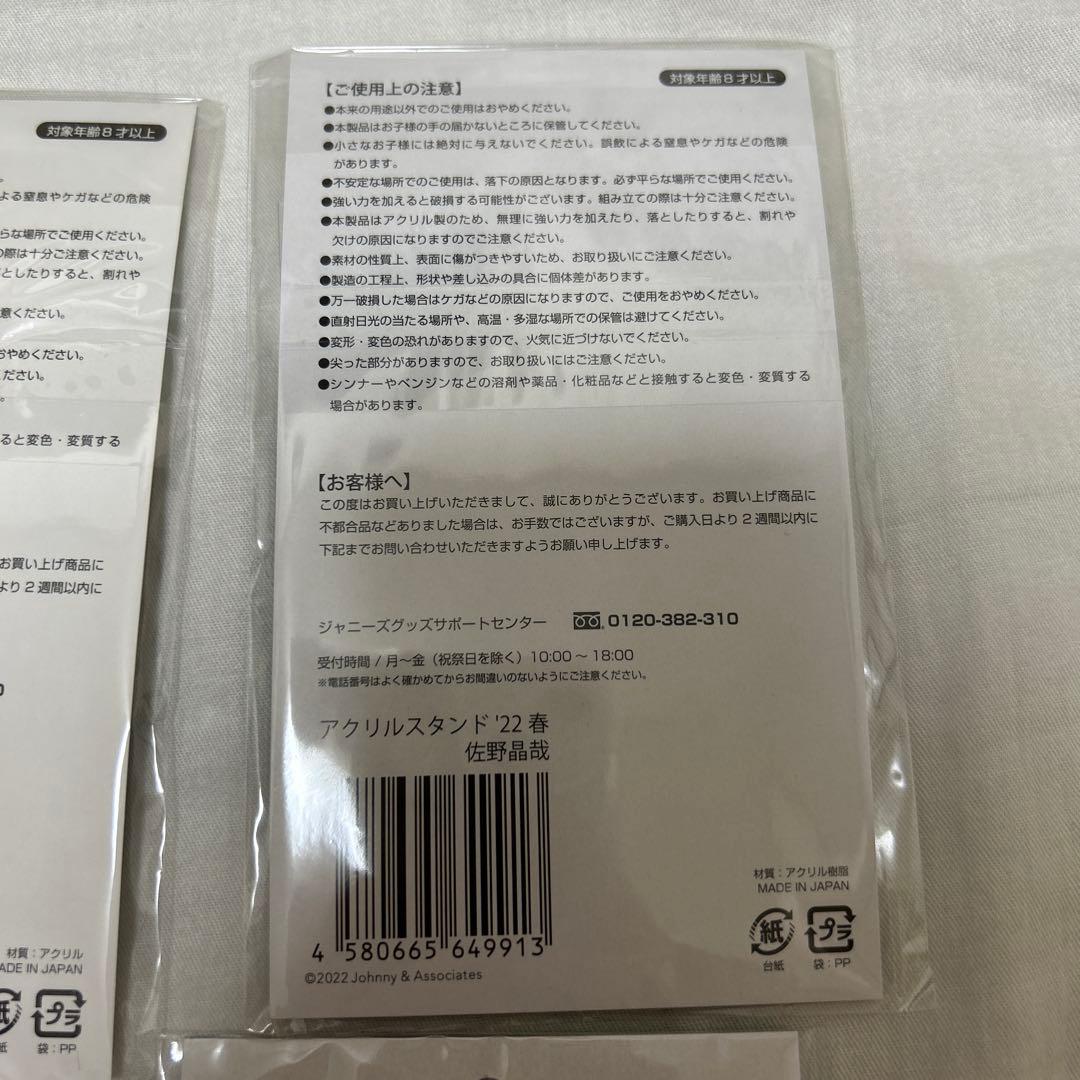 対象年齢8才以上
による窒息やケガなどの危険
らな場所でご使用ください。
の際は十分ご注意ください。
としたりすると、割れや
意ください。
おやめください。
ください。
ると変色・変質する
お買い上げ商品に
より2週間以内に
0
材質：アクリル
ADE IN JAPAN
紙
プラ
紙
袋：PP
【ご使用上の注意】
対象年齢8才以上
●本来の用途以外でのご使用はおやめください。
●本製品はお子様の手の届かないところに保管してください。
●小さなお子様には絶対に与えないでください。誤飲による窒息やケガなどの危険
があります。
●不安定な場所でのご使用は、落下の原因となります。必ず平らな場所でご使用ください。
●強い力を加えると破損する可能性がございます。組み立ての際は十分ご注意ください。
●本製品はアクリル製のため、無理に強い力を加えたり、落としたりすると、割れや
欠けの原因になりますのでご注意ください。
●素材の性質上、表面に傷がつきやすいため、お取り扱いにご注意ください。
●製造の工程上、形状や差し込みの具合に個体差があります。
●万一破損した場合はケガなどの原因になりますので、ご使用をおやめください。
●直射日光の当たる場所や、高温・多湿な場所での保管は避けてください。
●変形・変色の恐れがありますので、火気に近づけないでください。
●尖った部分がありますので、お取り扱いにはご注意ください。
●シンナーやベンジンなどの溶剤や薬品・化粧品などと接触すると変色・変質する
場合があります。
【お客様へ】
この度はお買い上げいただきまして、誠にありがとうございます。お買い上げ商品に
不都合品などありました場合は、お手数ではございますが、ご購入日より2週間以内に
下記までお問い合わせいただきますようお願い申し上げます。
ジャニーズグッズサポートセンター 0120-382-310
受付時間/月～金（祝祭日を除く）10:00～18:00
※電話番号はよく確かめてからお間違いのないようにご注意ください。
アクリルスタンド'22 春
佐野晶哉
4 580665 649913
©2022 Johnny & Associates
材質：アクリル樹脂
MADE IN JAPAN
紙
プラ
台紙
袋：PP